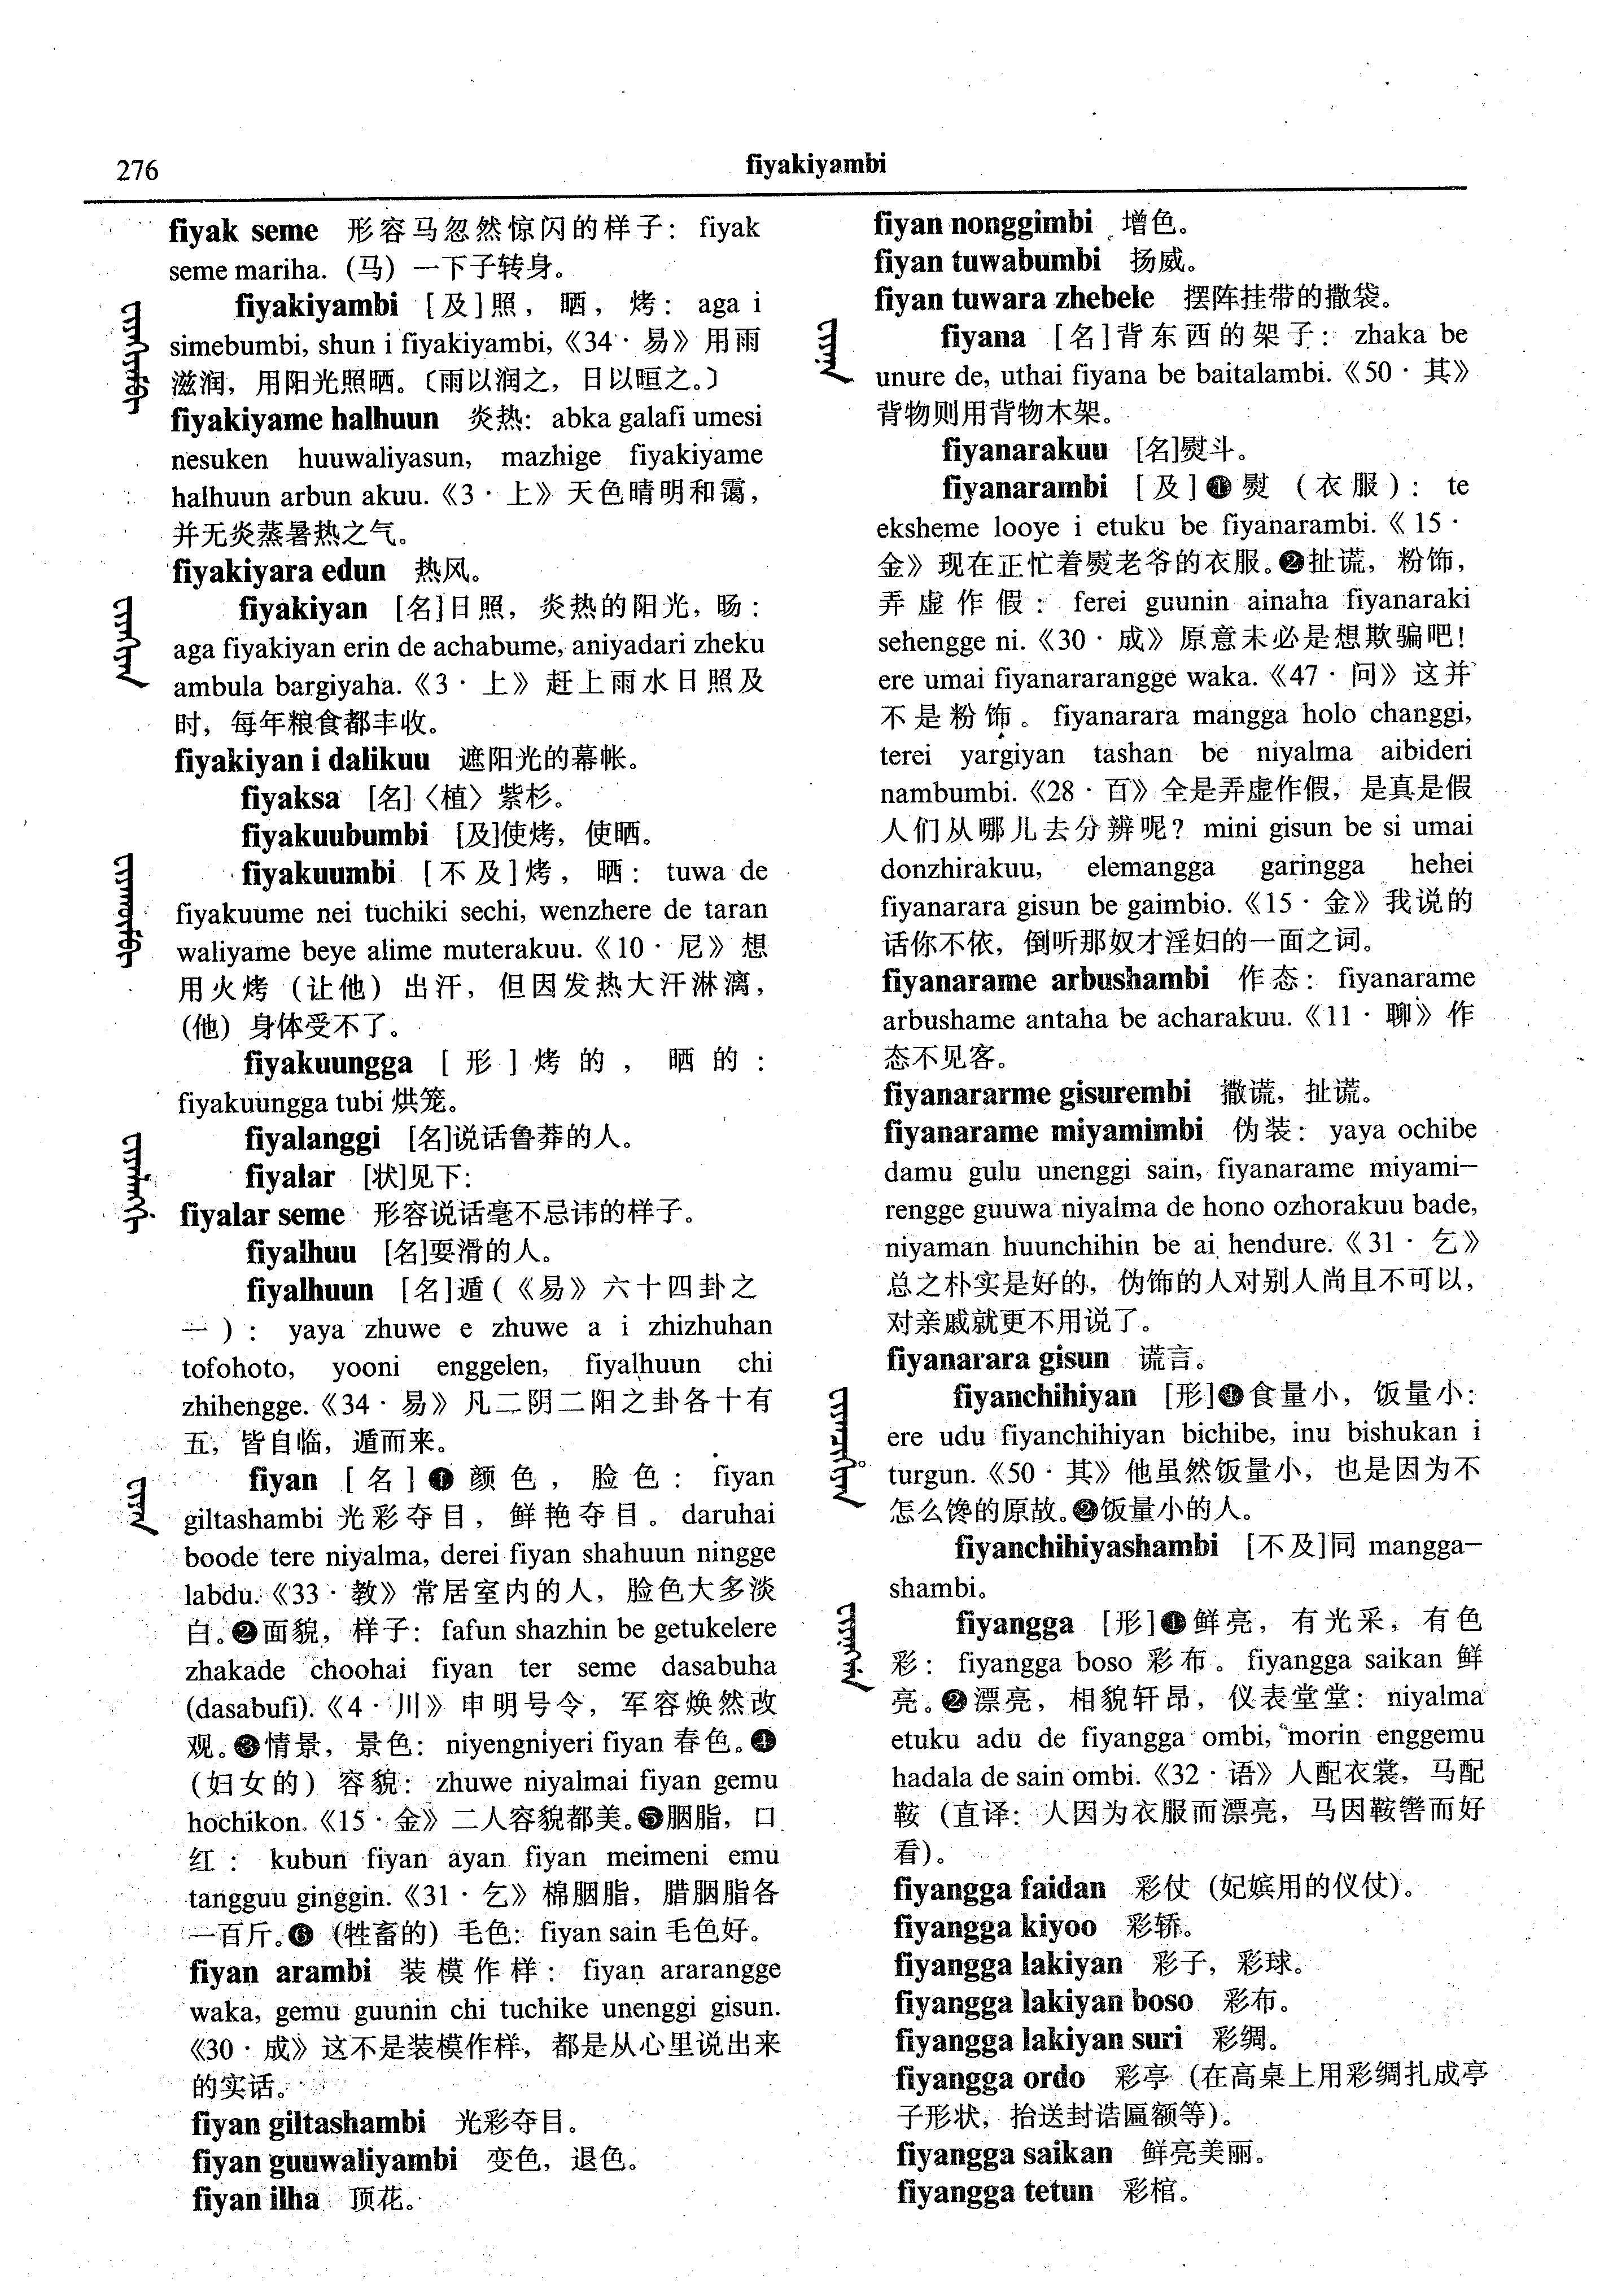 276
fiyakiyambi
fiyak seme 形容马忽然惊闪的样子：fiyak
seme mariha.（马）一下子转身。
fiyakiyambi [及]照，晒，烤：aga i
simebumbi, shun i fiyakiyambi,《34·易》用雨
滋润，用阳光照晒。〔雨以润之，日以晅之。〕
fiyakiyame halhuun 炎热：abka galafi umesi
nesuken huuwaliyasun, mazhige fiyakiyame
halhuun arbun akuu.《3·上》天色晴明和霭，
并无炎蒸暑热之气。
fiyakiyara edun 热风。
fiyakiyan [名]日照，炎热的阳光，旸：
aga fiyakiyan erin de achabume, aniyadari zheku
ambula bargiyaha.《3·上》赶上雨水日照及
时，每年粮食都丰收。
fiyakiyan i dalikuu 遮阳光的幕帐。
fiyaksa [名]〈植〉紫杉。
fiyakuubumbi [及]使烤，使晒。
fiyakuumbi [不及]烤，晒：tuwa de
fiyakuume nei tuchiki sechi, wenzhere de taran
waliyame beye alime muterakuu.《10·尼》想
用火烤（让他）出汗，但因发热大汗淋漓，
（他）身体受不了。
fiyakuungga [形]烤的，晒的：
fiyakuungga tubi 烘笼。
fiyalanggi [名]说话鲁莽的人。
fiyalar [状]见下：
fiyalar seme 形容说话毫不忌讳的样子。
fiyalhuu [名]耍滑的人。
fiyalhuun [名]遁（《易》六十四卦之
一）：yaya zhuwe e zhuwe a i zhizhuhan
tofohoto, yooni enggelen, fiyalhuun chi
zhihengge.《34·易》凡二阴二阳之卦各十有
五，皆自临，遁而来。
fiyan [名]❶颜色，脸色：fiyan
giltashambi 光彩夺目，鲜艳夺目。daruhai
boode tere niyalma, derei fiyan shahuun ningge
labdu.《33·教》常居室内的人，脸色大多淡
白。❷面貌，样子：fafun shazhin be getukelere
zhakade choohai fiyan ter seme dasabuha
(dasabufi).《4·川》申明号令，军容焕然改
观。❸情景，景色：niyengniyeri fiyan 春色。❹
（妇女的）容貌：zhuwe niyalmai fiyan gemu
hochikon.《15·金》二人容貌都美。❺胭脂，口
红：kubun fiyan ayan fiyan meimeni emu
tangguu ginggin.《31·乞》棉胭脂，腊胭脂各
一百斤。❻（牲畜的）毛色：fiyan sain 毛色好。
fiyan arambi 装模作样：fiyan ararangge
waka, gemu guunin chi tuchike unenggi gisun.
《30·成》这不是装模作样，都是从心里说出来
的实话。
fiyan giltashambi 光彩夺目。
fiyan guuwaliyambi 变色，退色。
fiyan ilha 顶花。
fiyan nonggimbi 增色。
fiyan tuwabumbi 扬威。
fiyan tuwara zhebele 摆阵挂带的撒袋。
fiyana [名]背东西的架子：zhaka be
unure de, uthai fiyana be baitalambi.《50·其》
背物则用背物木架。
fiyanarakuu [名]熨斗。
fiyanarambi [及]❶熨（衣服）：te
eksheme looye i etuku be fiyanarambi.《15·
金》现在正忙着熨老爷的衣服。❷扯谎，粉饰，
弄虚作假：ferei guunin ainaha fiyanaraki
sehengge ni.《30·成》原意未必是想欺骗吧！
ere umai fiyanararangge waka.《47·问》这并
不是粉饰。fiyanarara mangga holo changgi,
terei yargiyan tashan be niyalma aibideri
nambumbi.《28·百》全是弄虚作假，是真是假
人们从哪儿去分辨呢？mini gisun be si umai
donzhirakuu, elemangga garingga hehei
fiyanarara gisun be gaimbio.《15·金》我说的
话你不依，倒听那奴才淫妇的一面之词。
fiyanarame arbushambi 作态：fiyanarame
arbushame antaha be acharakuu.《11·聊》作
态不见客。
fiyanararme gisurembi 撒谎，扯谎。
fiyanarame miyamimbi 伪装：yaya ochibe
damu gulu unenggi sain, fiyanarame miyami-
rengge guuwa niyalma de hono ozhorakuu bade,
niyaman huunchihin be ai hendure.《31·乞》
总之朴实是好的，伪饰的人对别人尚且不可以，
对亲戚就更不用说了。
fiyanarara gisun 谎言。
fiyanchihiyan [形]❶食量小，饭量小：
ere udu fiyanchihiyan bichibe, inu bishukan i
turgun.《50·其》他虽然饭量小，也是因为不
怎么馋的原故。❷饭量小的人。
fiyanchihiyashambi [不及]同 mangga-
shambi。
fiyangga [形]❶鲜亮，有光采，有色
彩：fiyangga boso 彩布。fiyangga saikan 鲜
亮。❷漂亮，相貌轩昂，仪表堂堂：niyalma
etuku adu de fiyangga ombi, morin enggemu
hadala de sain ombi.《32·语》人配衣裳，马配
鞍（直译：人因为衣服而漂亮，马因鞍辔而好
看）。
fiyangga faidan 彩仗（妃嫔用的仪仗）。
fiyangga kiyoo 彩轿。
fiyangga lakiyan 彩子，彩球。
fiyangga lakiyan boso 彩布。
fiyangga lakiyan suri 彩绸。
fiyangga ordo 彩亭（在高桌上用彩绸扎成亭
子形状，抬送封诰匾额等）。
fiyangga saikan 鲜亮美丽。
fiyangga tetun 彩棺。